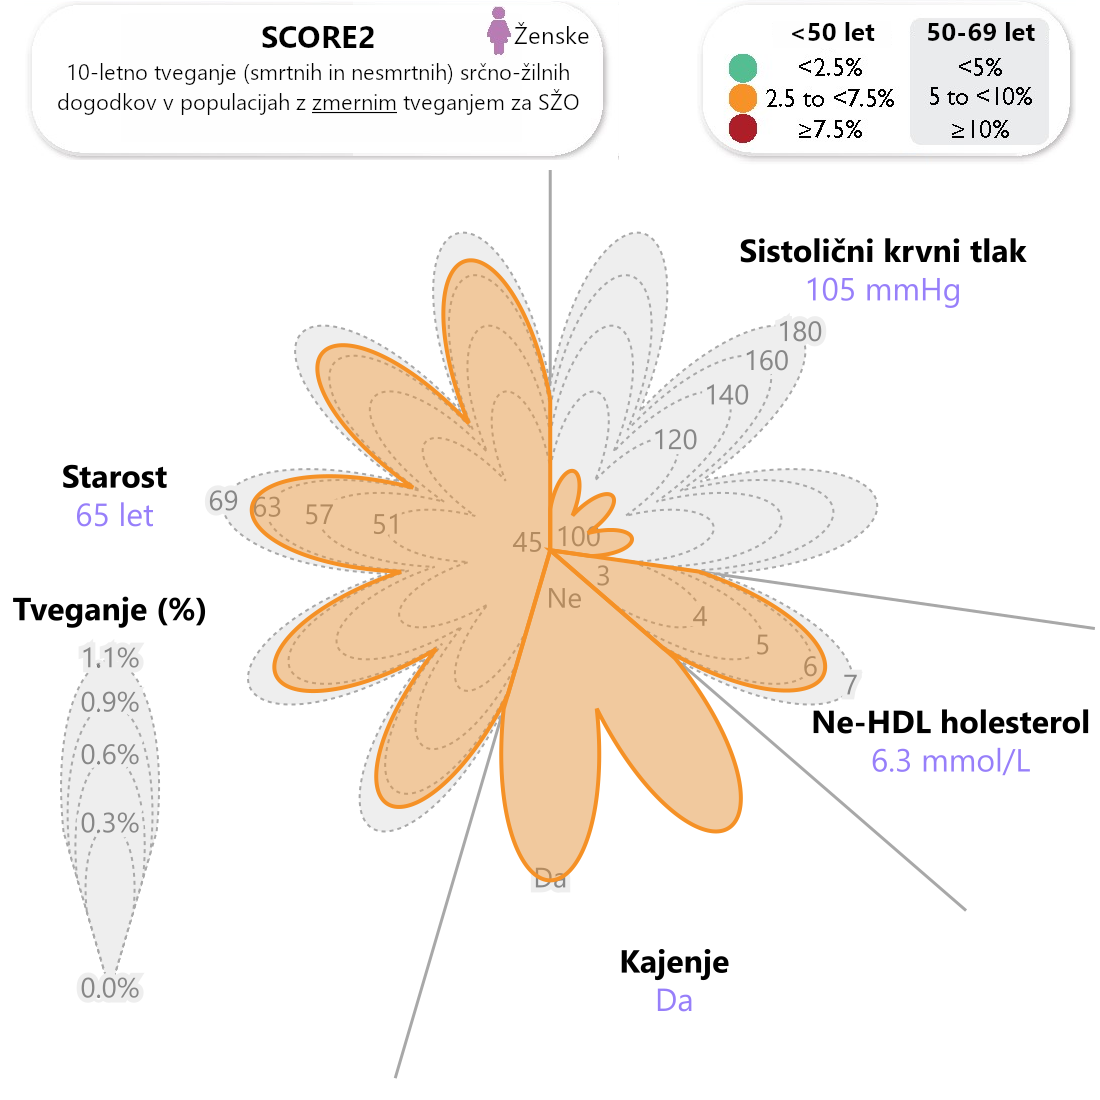 SCORE2
Ženske
10-letno tveganje (smrtnih in nesmrtnih) srčno-žilnih
dogodkov v populacijah z zmernim tveganjem za SŽO
<50 let 50-69 let
<2.5% <5%
2.5 to <7.5% 5 to <10%
≥7.5% ≥10%
Sistolični krvni tlak
105 mmHg
180
160
140
120
100
Starost
65 let
69 63 57 51 45
3
4
5
6
7
Ne-HDL holesterol
6.3 mmol/L
Ne
Da
Kajenje
Da
Tveganje (%)
1.1%
0.9%
0.6%
0.3%
0.0%